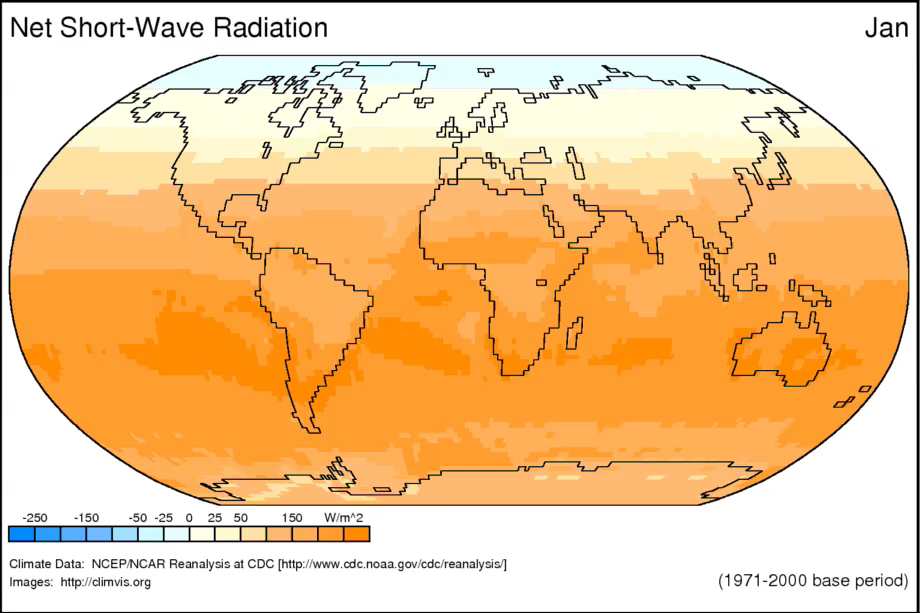 Net Short-Wave Radiation Jan
-250 -150 -50 -25 0 25 50 150 W/m^2
Climate Data: NCEP/NCAR Reanalysis at CDC [http://www.cdc.noaa.gov/cdc/reanalysis/]
Images: http://climvis.org
(1971-2000 base period)